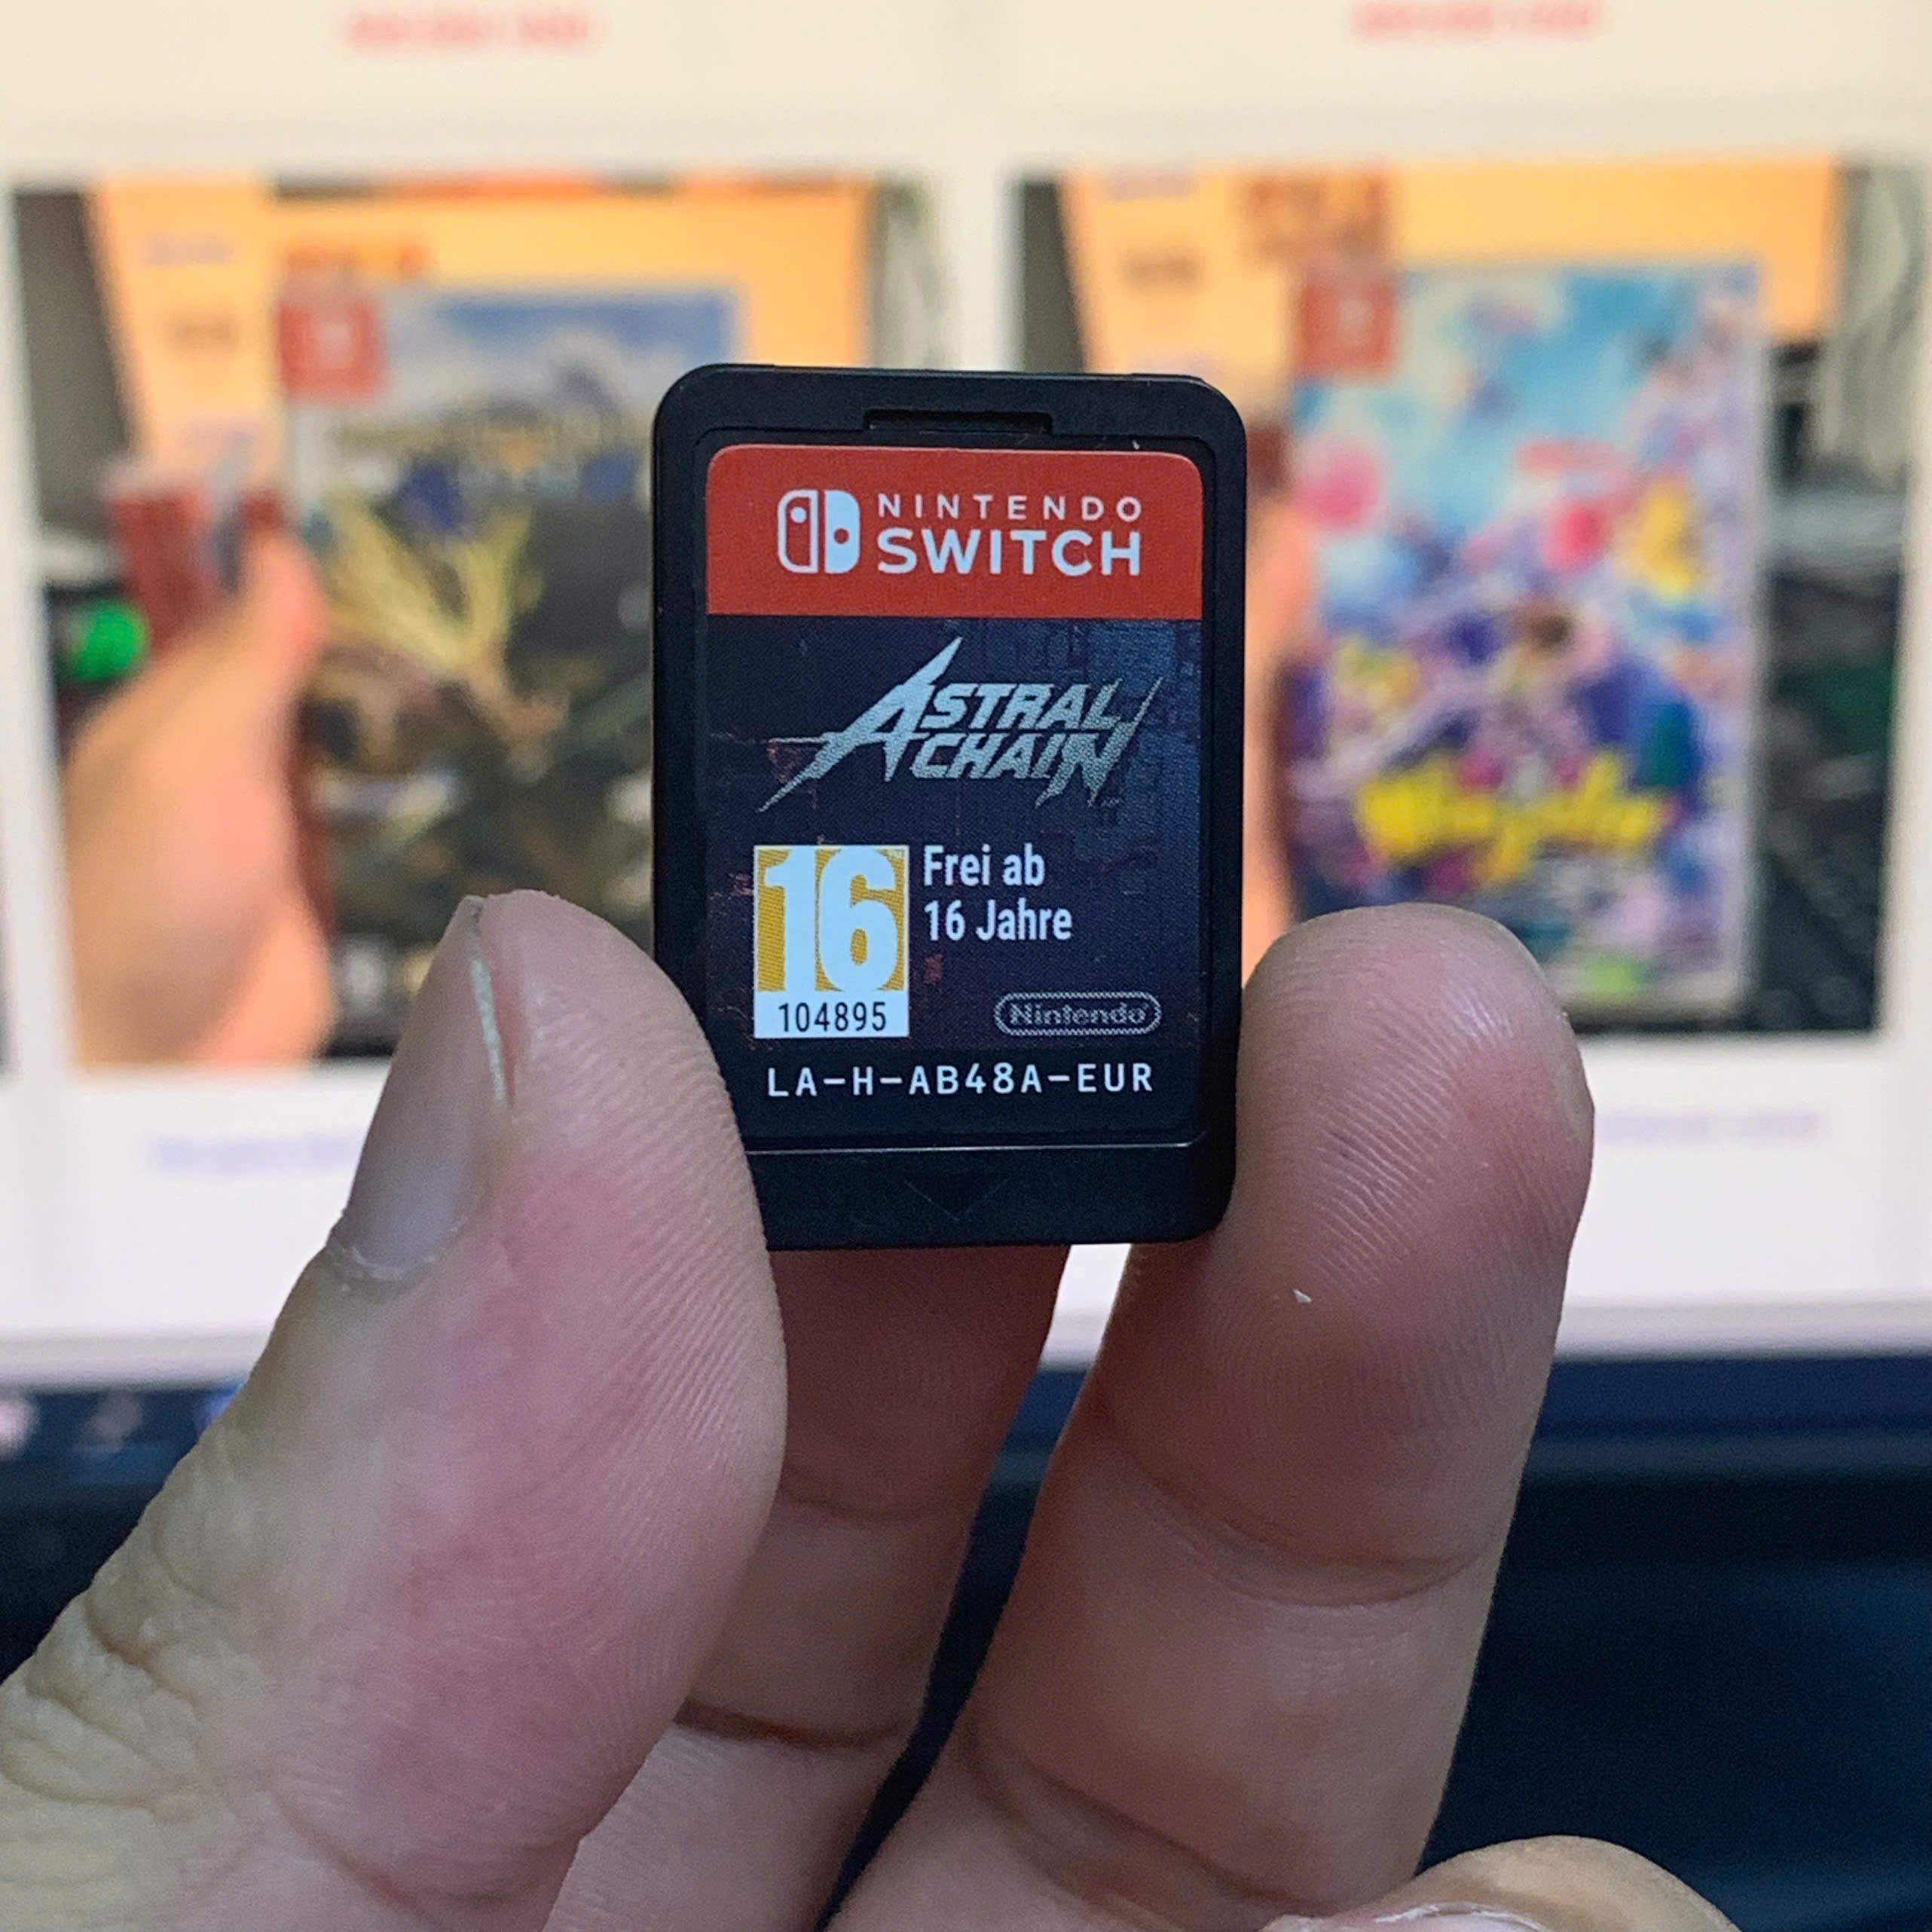 NINTENDO
SWITCH
ASTRAL
CHAIN
16
Frei ab
16 Jahre
104895
Nintendo
LA-H-AB48A-EUR